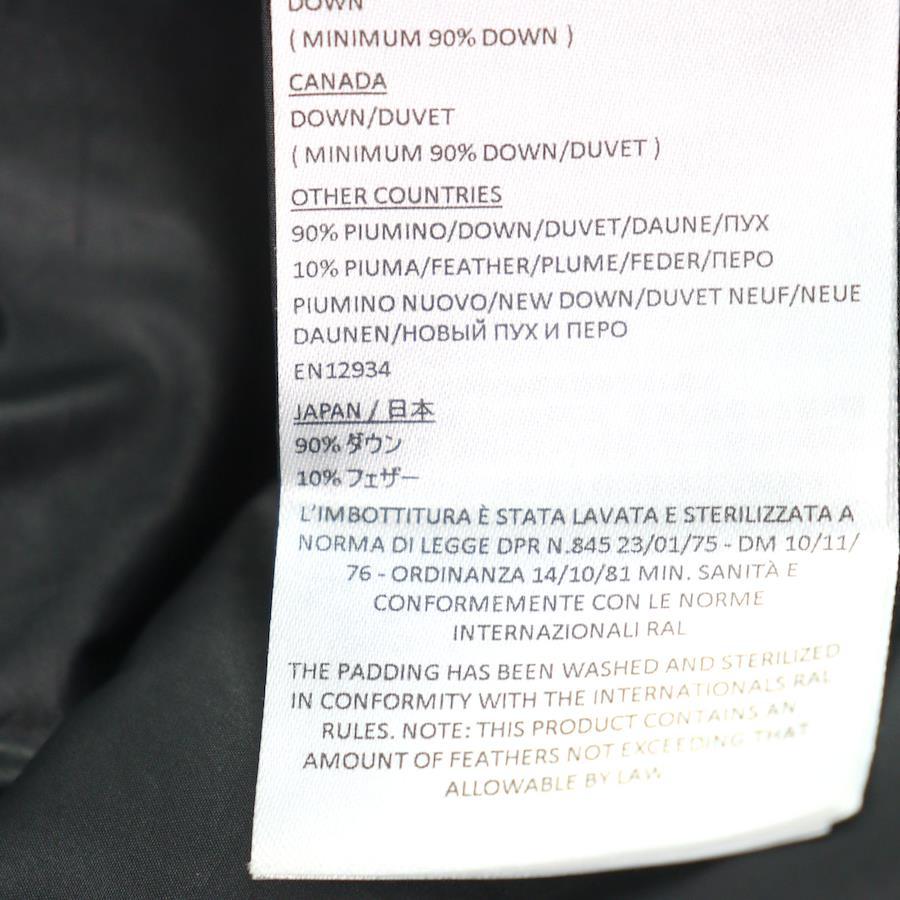 DOWN
( MINIMUM 90% DOWN )
CANADA
DOWN/DUVET
( MINIMUM 90% DOWN/DUVET )
OTHER COUNTRIES
90% PIUMINO/DOWN/DUVET/DAUNE/ПУХ
10% PIUMA/FEATHER/PLUME/FEDER/ПЕРО
PIUMINO NUOVO/NEW DOWN/DUVET NEUF/NEUE
DAUNEN/НОВЫЙ ПУХ И ПЕРО
EN12934
JAPAN / 日本
90% ダウン
10% フェザー
L'IMBOTTITURA È STATA LAVATA E STERILIZZATA A
NORMA DI LEGGE DPR N.845 23/01/75 - DM 10/11/
76 - ORDINANZA 14/10/81 MIN. SANITÀ E
CONFORMEMENTE CON LE NORME
INTERNAZIONALI RAL
THE PADDING HAS BEEN WASHED AND STERILIZED
IN CONFORMITY WITH THE INTERNATIONALS RAL
RULES. NOTE: THIS PRODUCT CONTAINS AN
AMOUNT OF FEATHERS NOT EXCEEDING THAT
ALLOWABLE BY LAW